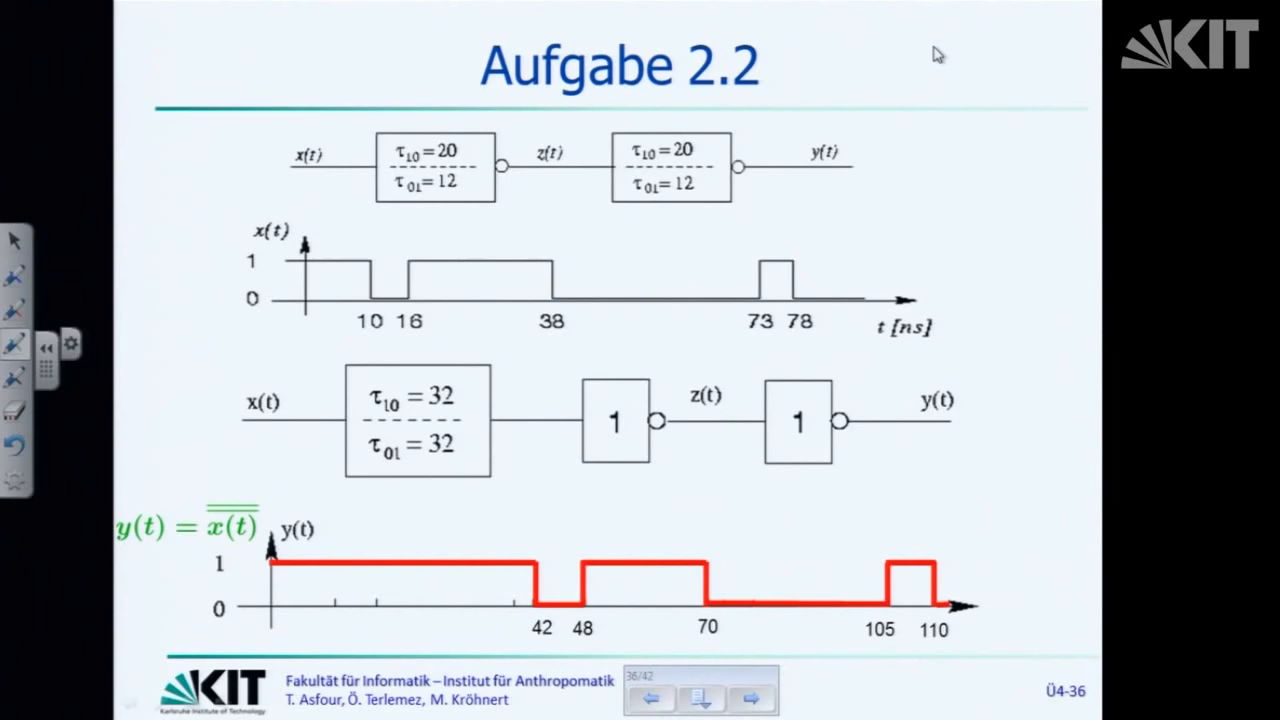 KIT
Aufgabe 2.2
x(t) τ10 = 20 z(t) τ10 = 20 y(t)
τ01 = 12 τ01 = 12
x(t)
1
0
10 16 38 73 78 t [ns]
x(t) τ10 = 32 1 z(t) 1 y(t)
τ01 = 32
y(t) = x(t) y(t)
1
0
42 48 70 105 110
KIT
Karlsruhe Institute of Technology
Fakultät für Informatik – Institut für Anthropomatik
T. Asfour, Ö. Terlemez, M. Kröhnert
36/42
Ü4-36